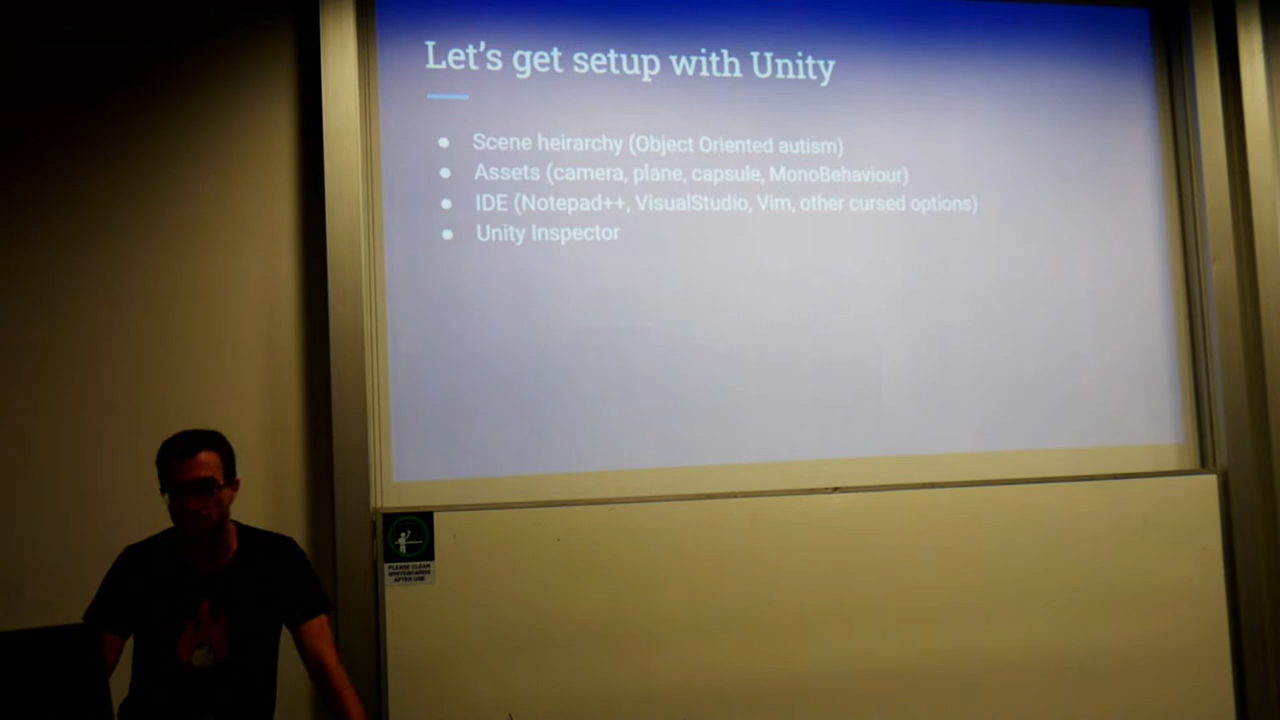 Let's get setup with Unity
● Scene heirarchy (Object Oriented autism)
● Assets (camera, plane, capsule, MonoBehaviour)
● IDE (Notepad++, VisualStudio, Vim, other cursed options)
● Unity Inspector
PLEASE CLEAN
WHITEBOARDS
AFTER USE